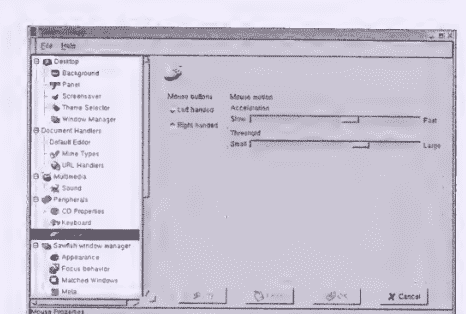 File Help
Desktop
Background
Panel
Screensaver
Theme Selector
Window Manager
Document Handlers
Default Editor
Mime Types
URL Handlers
Multimedia
Sound
Peripherals
CD Properties
Keyboard
Sawfish window manager
Appearance
Focus behavior
Matched Windows
Meta
Mouse buttons
Left handed
Right handed
Mouse motion
Acceleration
Slow Fast
Threshold
Small Large
OK
Cancel
Mouse Properties